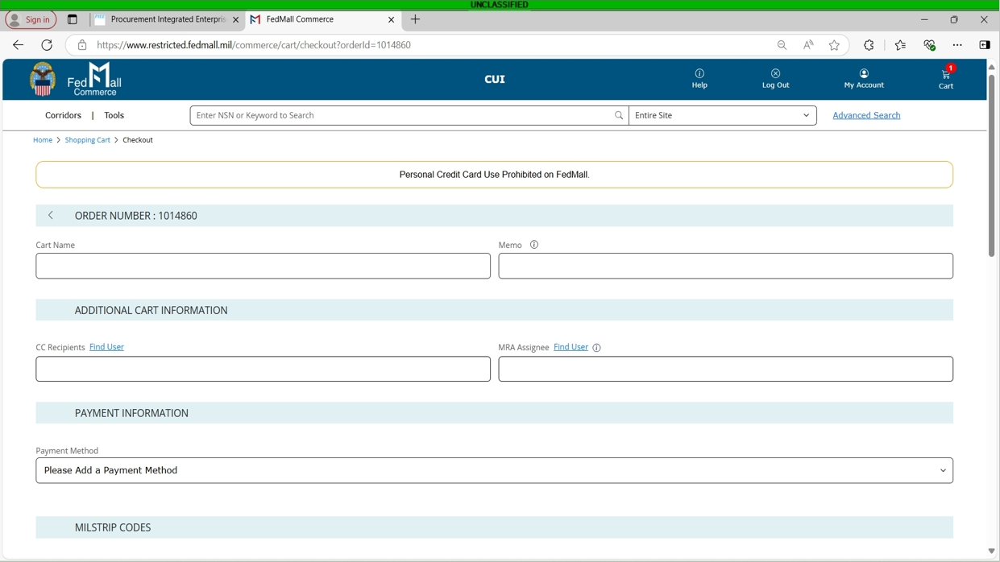 UNCLASSIFIED
Sign in
Procurement Integrated Enterpris
FedMall Commerce
https://www.restricted.fedmall.mil/commerce/cart/checkout?orderId=1014860
FedMall
Commerce
CUI
Help
Log Out
My Account
1
Cart
Corridors | Tools
Enter NSN or Keyword to Search
Entire Site
Advanced Search
Home > Shopping Cart > Checkout
Personal Credit Card Use Prohibited on FedMall.
ORDER NUMBER : 1014860
Cart Name
Memo
ADDITIONAL CART INFORMATION
CC Recipients Find User
MRA Assignee Find User
PAYMENT INFORMATION
Payment Method
Please Add a Payment Method
MILSTRIP CODES